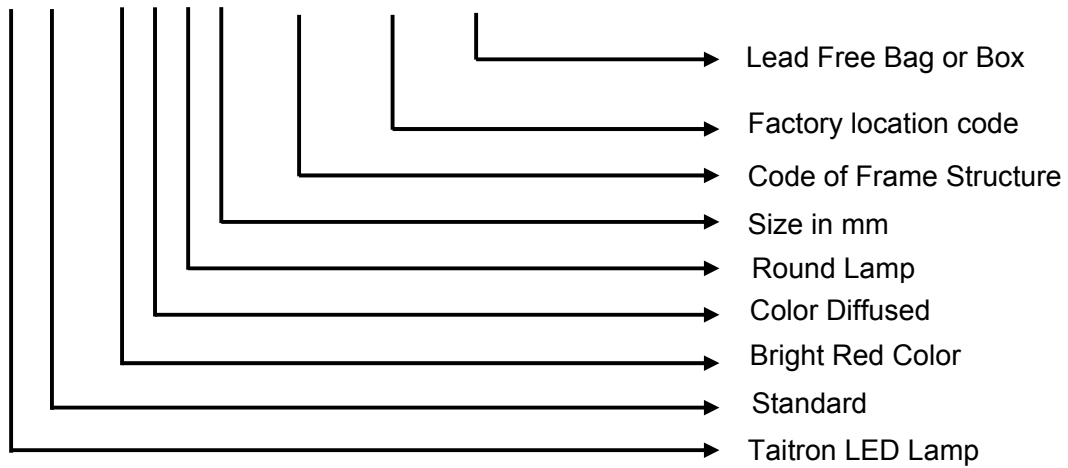 Lead Free Bag or Box
Factory location code
Code of Frame Structure
Size in mm
Round Lamp
Color Diffused
Bright Red Color
Standard
Taitron LED Lamp